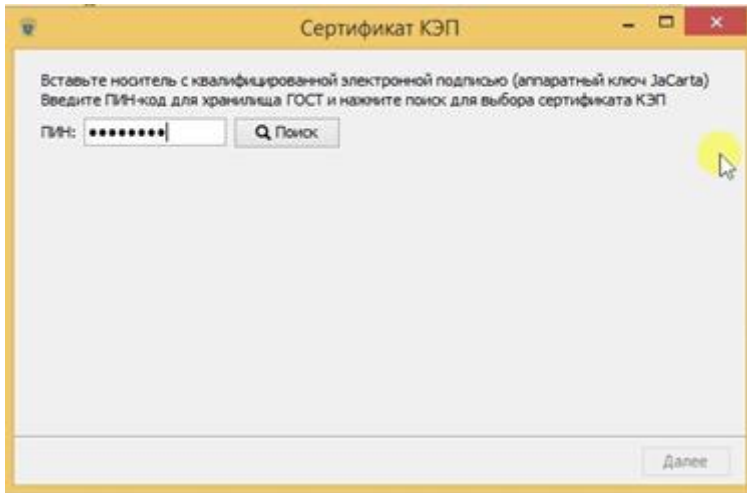 Сертификат КЭП
Вставьте носитель с квалифицированной электронной подписью (аппаратный ключ JaCarta)
Введите ПИН-код для хранилища ГОСТ и нажмите поиск для выбора сертификата КЭП
ПИН: ●●●●●●●● Поиск
Далее